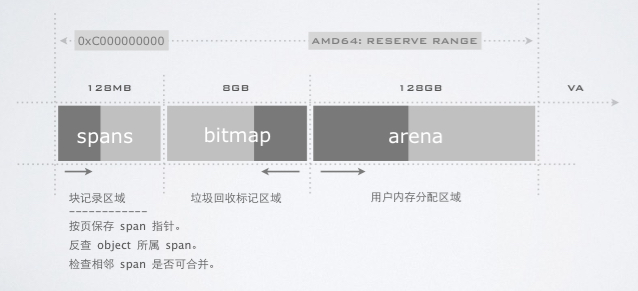 0xC000000000
AMD64: RESERVE RANGE
128MB
8GB
128GB
VA
spans
bitmap
arena
块记录区域
垃圾回收标记区域
用户内存分配区域
按页保存 span 指针。
反查 object 所属 span。
检查相邻 span 是否可合并。